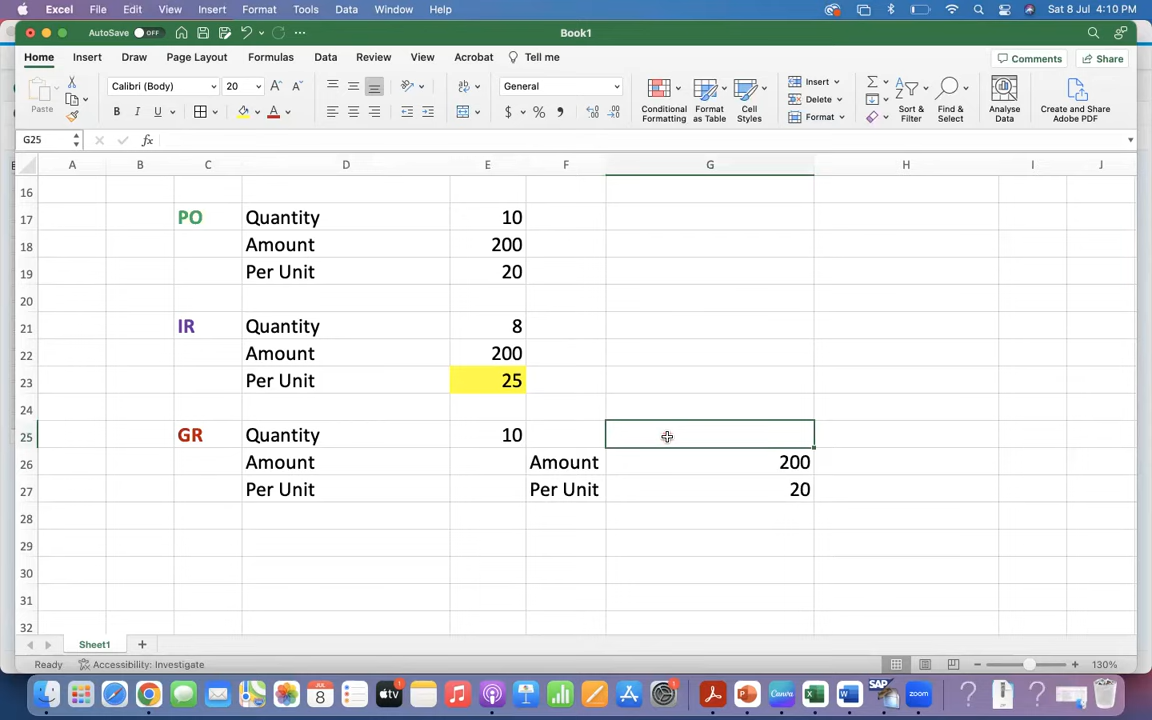 Excel File Edit View Insert Format Tools Data Window Help Sat 8 Jul 4:10 PM
AutoSave OFF Book1
Home Insert Draw Page Layout Formulas Data Review View Acrobat Tell me Comments Share
Paste Calibri (Body) 20 A A General Conditional Formatting Format as Table Cell Styles Insert Delete Format Sort & Filter Find & Select Analyse Data Create and Share Adobe PDF
B I U A $ % 
G25 fx
A B C D E F G H I J
16
17 PO Quantity 10
18 Amount 200
19 Per Unit 20
20
21 IR Quantity 8
22 Amount 200
23 Per Unit 25
24
25 GR Quantity 10
26 Amount Amount 200
27 Per Unit Per Unit 20
28
29
30
31
32
Sheet1
Ready Accessibility: Investigate 130%
JUL 8 tv SAP zoom